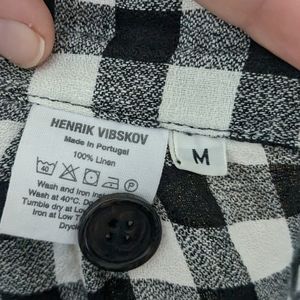 HENRIK VIBSKOV
Made in Portugal
100% Linen
40
P
Wash and Iron
Wash at 40°C.
Tumble dry at
Iron at Low
M